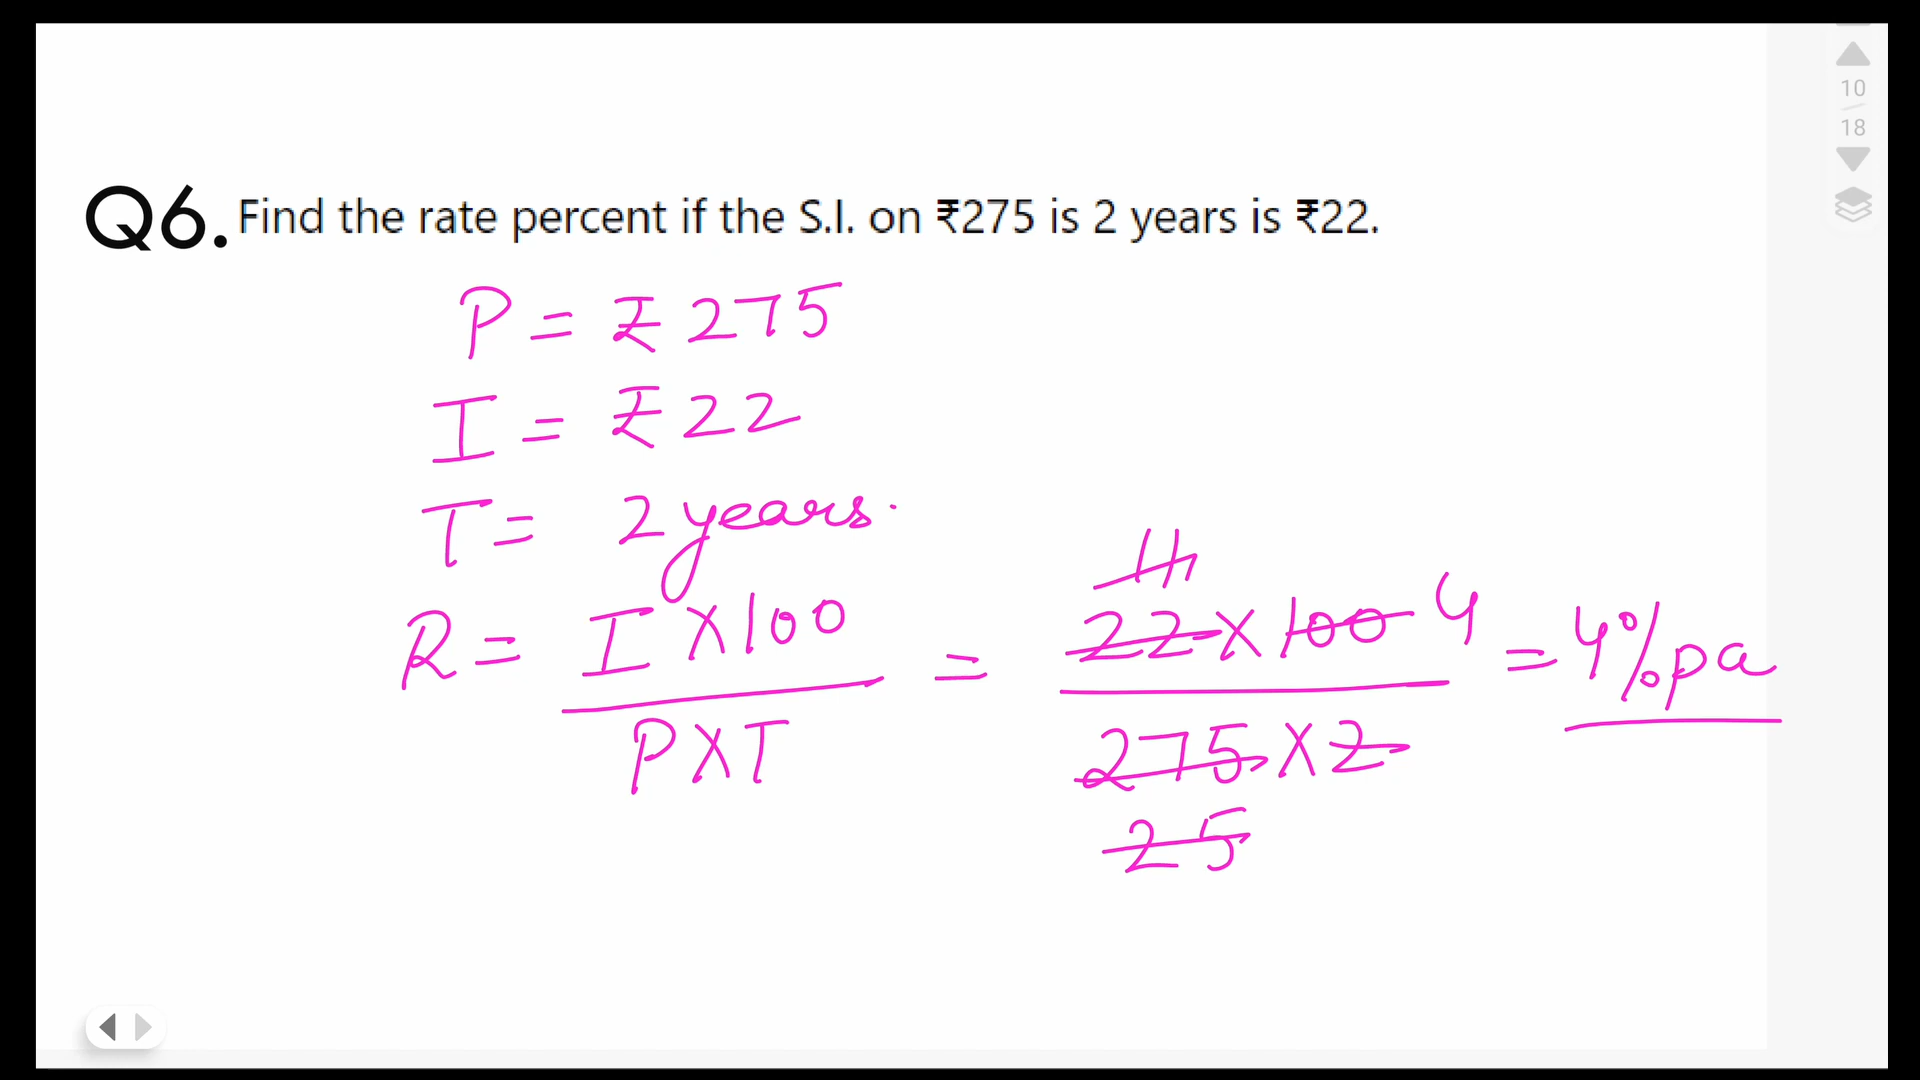 10
18
Q6. Find the rate percent if the S.I. on ₹275 is 2 years is ₹22.
P = ₹ 275
I = ₹ 22
T = 2 years.
11
R = I X 100 / P X T = 22 X 100 4 / 275 X 2 = 4% pa
25